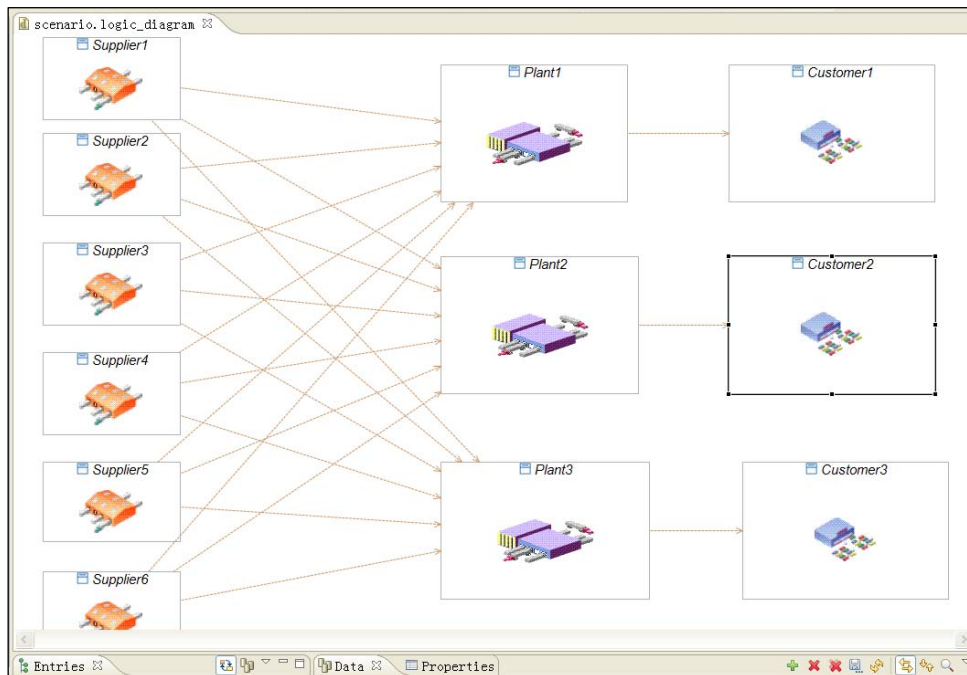 scenario.logic_diagram
Supplier1
Plant1
Customer1
Supplier2
Supplier3
Plant2
Customer2
Supplier4
Supplier5
Plant3
Customer3
Supplier6
Entries
Data
Properties